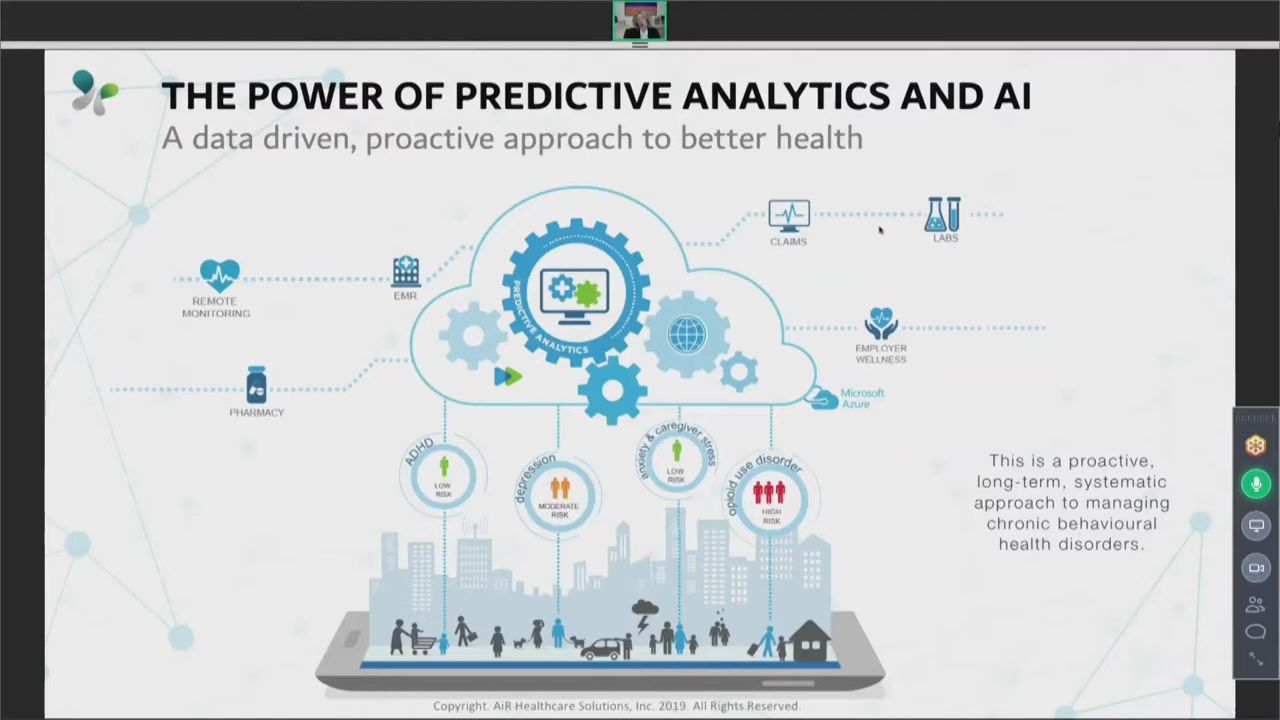 THE POWER OF PREDICTIVE ANALYTICS AND AI
A data driven, proactive approach to better health
CLAIMS
LABS
REMOTE
MONITORING
EMR
PREDICTIVE ANALYTICS
EMPLOYER
WELLNESS
PHARMACY
Microsoft
Azure
ADHD
LOW
RISK
depression
MODERATE
RISK
anxiety & caregiver stress
LOW
RISK
opioid use disorder
HIGH
RISK
This is a proactive,
long-term, systematic
approach to managing
chronic behavioural
health disorders.
Copyright. AiR Healthcare Solutions, Inc. 2019. All Rights Reserved.